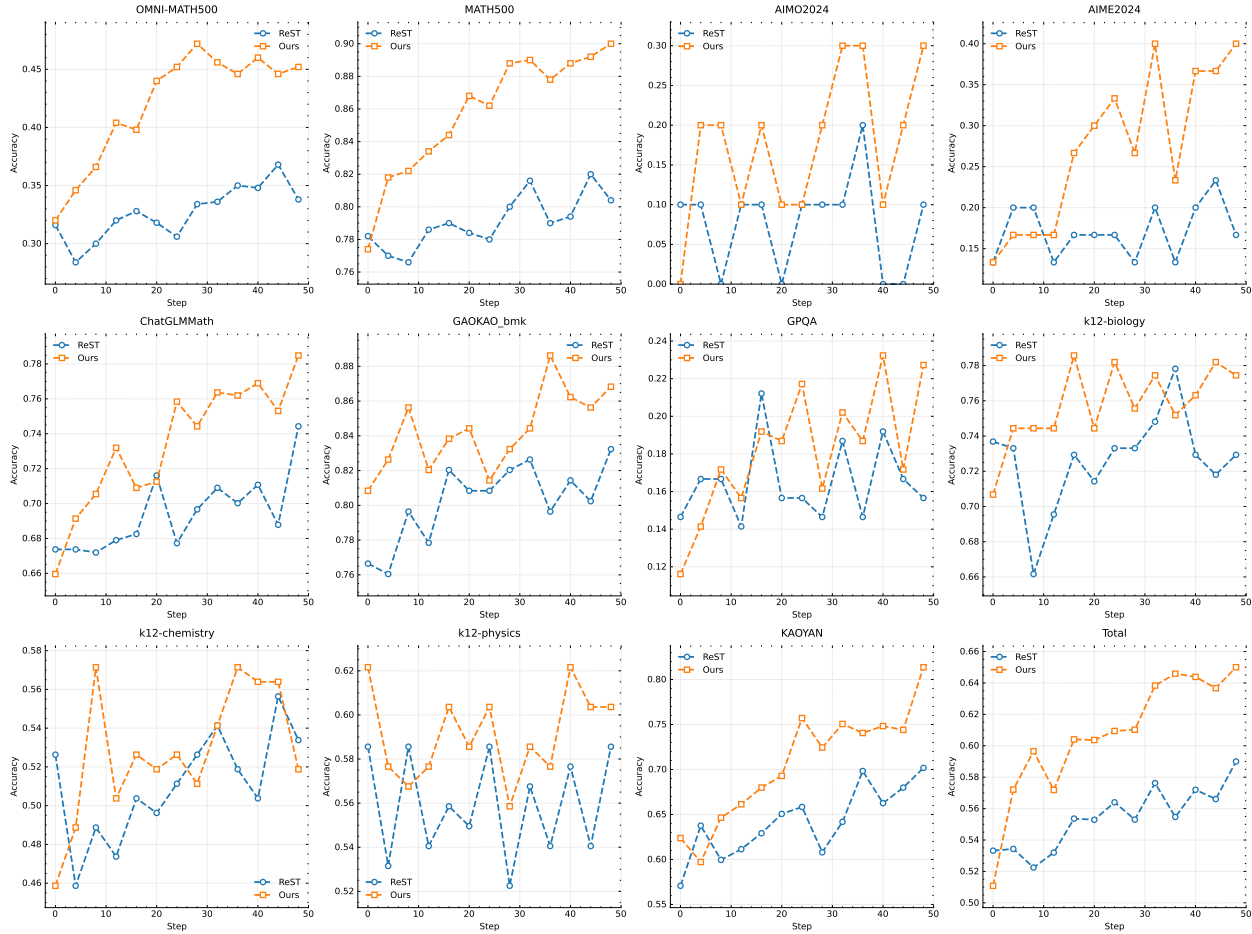 OMNI-MATH500
Accuracy
0.45
0.40
0.35
0.30
ReST
Ours
0 10 20 30 40 50
Step
MATH500
Accuracy
0.90
0.88
0.86
0.84
0.82
0.80
0.78
0.76
ReST
Ours
0 10 20 30 40 50
Step
AIMO2024
Accuracy
0.30
0.25
0.20
0.15
0.10
0.05
0.00
ReST
Ours
0 10 20 30 40 50
Step
AIME2024
Accuracy
0.40
0.35
0.30
0.25
0.20
0.15
ReST
Ours
0 10 20 30 40 50
Step
ChatGLMMath
Accuracy
0.78
0.76
0.74
0.72
0.70
0.68
0.66
ReST
Ours
0 10 20 30 40 50
Step
GAOKAO_bmk
Accuracy
0.88
0.86
0.84
0.82
0.80
0.78
0.76
ReST
Ours
0 10 20 30 40 50
Step
GPQA
Accuracy
0.24
0.22
0.20
0.18
0.16
0.14
0.12
ReST
Ours
0 10 20 30 40 50
Step
k12-biology
Accuracy
0.78
0.76
0.74
0.72
0.70
0.68
0.66
ReST
Ours
0 10 20 30 40 50
Step
k12-chemistry
Accuracy
0.58
0.56
0.54
0.52
0.50
0.48
0.46
ReST
Ours
0 10 20 30 40 50
Step
k12-physics
Accuracy
0.62
0.60
0.58
0.56
0.54
0.52
ReST
Ours
0 10 20 30 40 50
Step
KAOYAN
Accuracy
0.80
0.75
0.70
0.65
0.60
0.55
ReST
Ours
0 10 20 30 40 50
Step
Total
Accuracy
0.66
0.64
0.62
0.60
0.58
0.56
0.54
0.52
0.50
ReST
Ours
0 10 20 30 40 50
Step